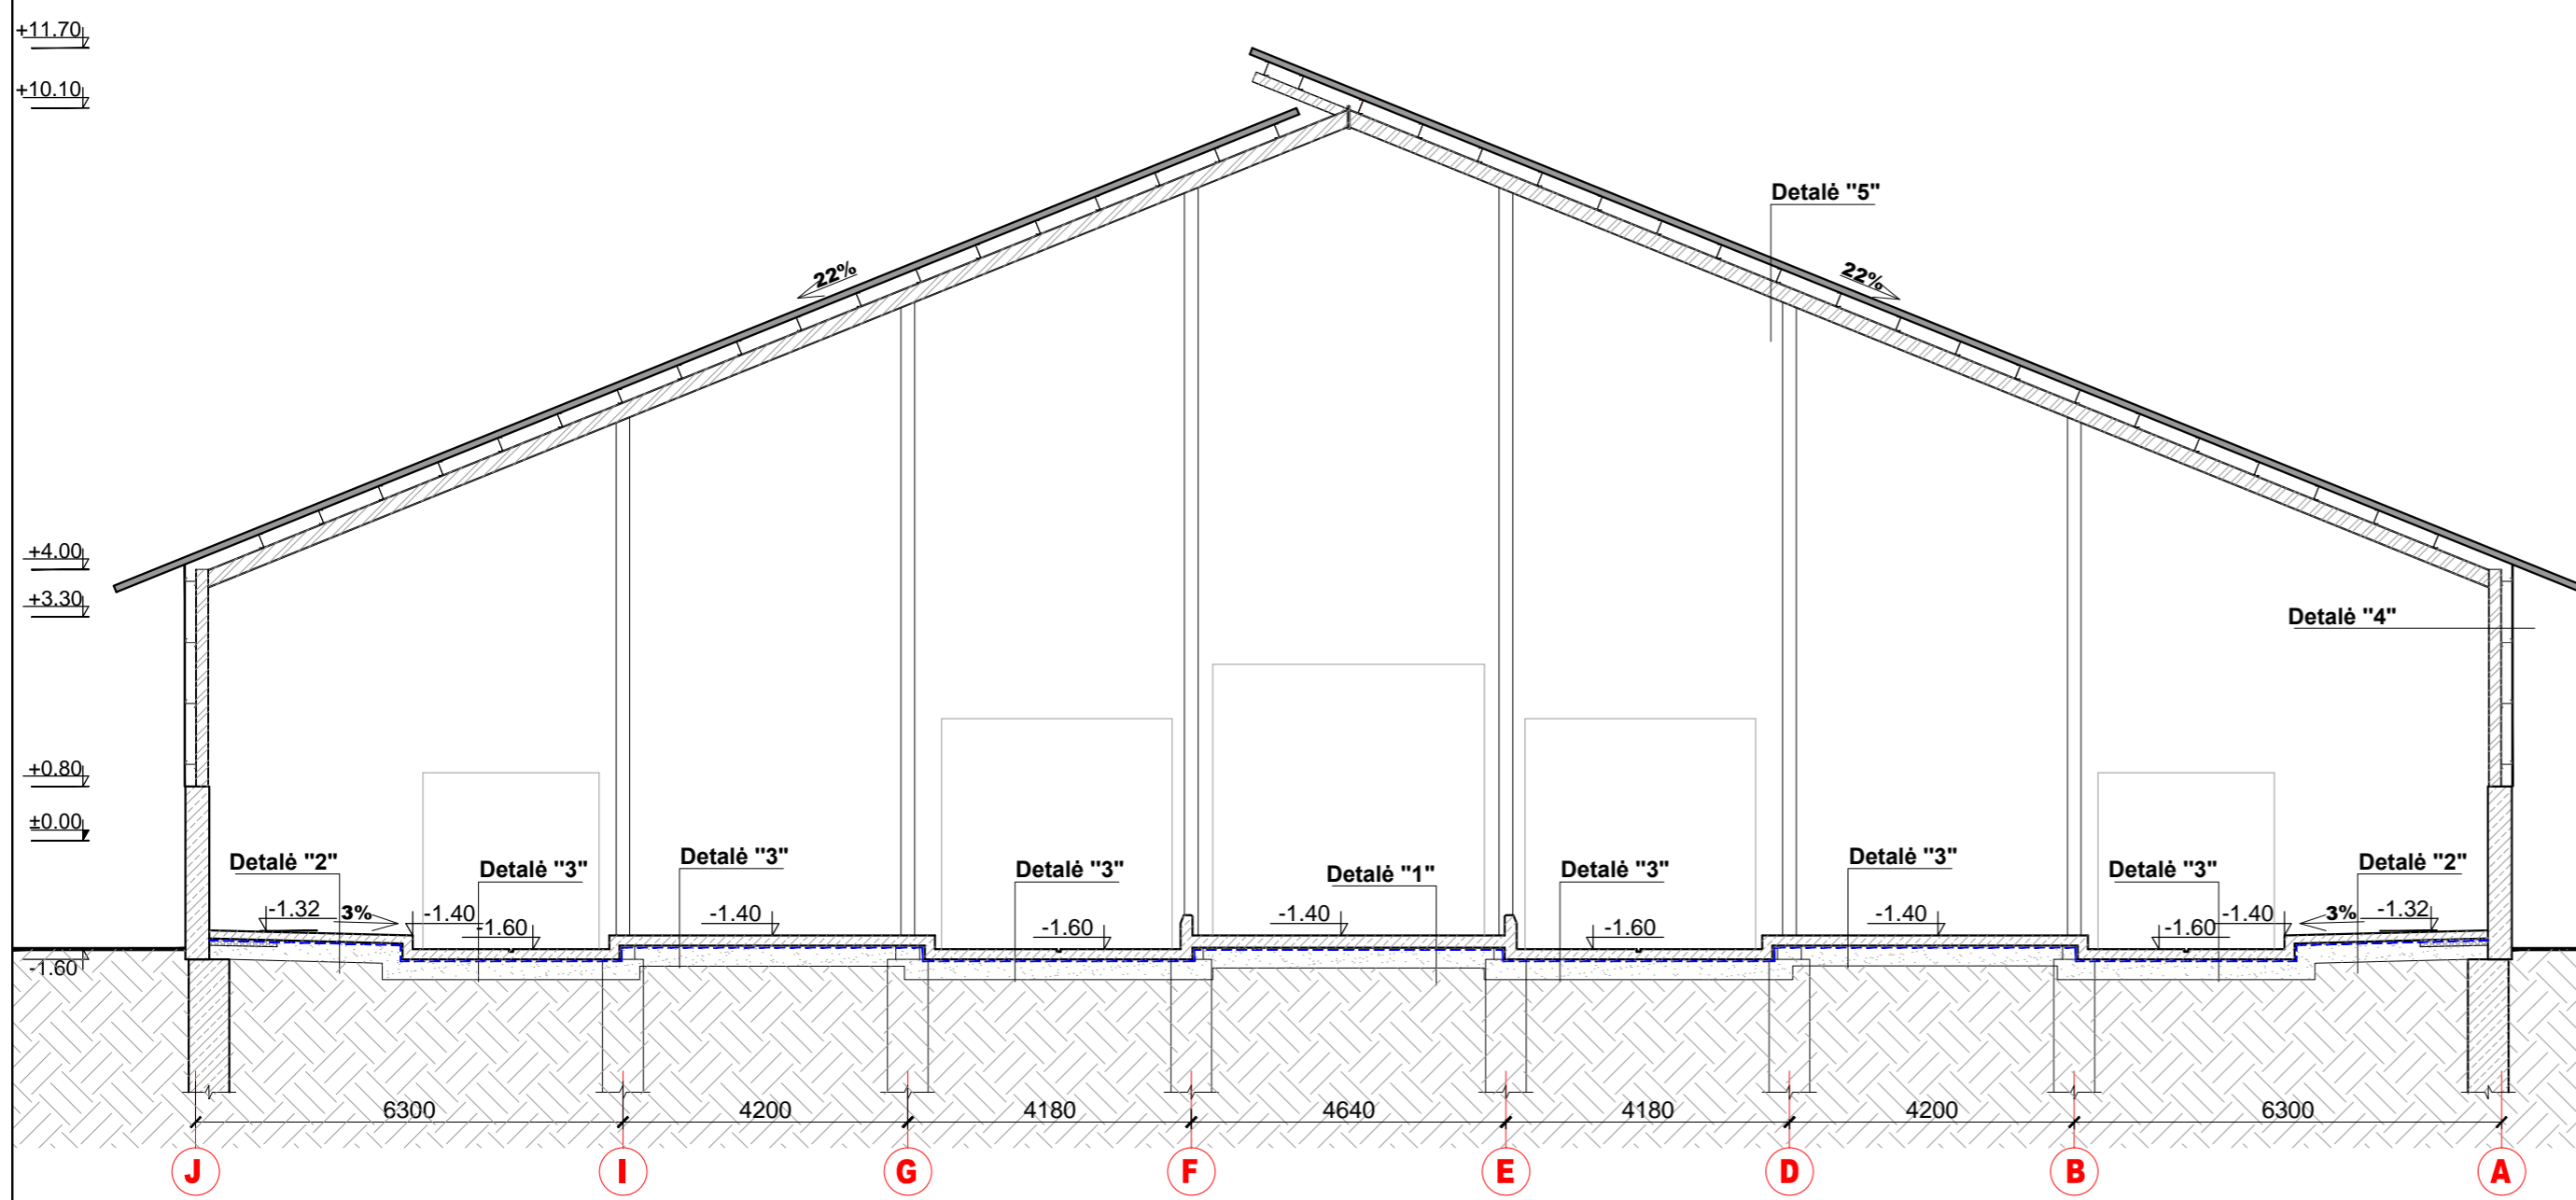 +11.70
+10.10
Detalė "5"
22%
22%
+4.00
+3.30
Detalė "4"
+0.80
±0.00
Detalė "2"
Detalė "3"
Detalė "3"
Detalė "3"
Detalė "1"
Detalė "3"
Detalė "3"
Detalė "3"
Detalė "2"
-1.32
3%
-1.40
-1.60
-1.40
-1.60
-1.40
-1.60
-1.40
-1.60
-1.40
3%
-1.32
-1.60
6300
4200
4180
4640
4180
4200
6300
J
I
G
F
E
D
B
A